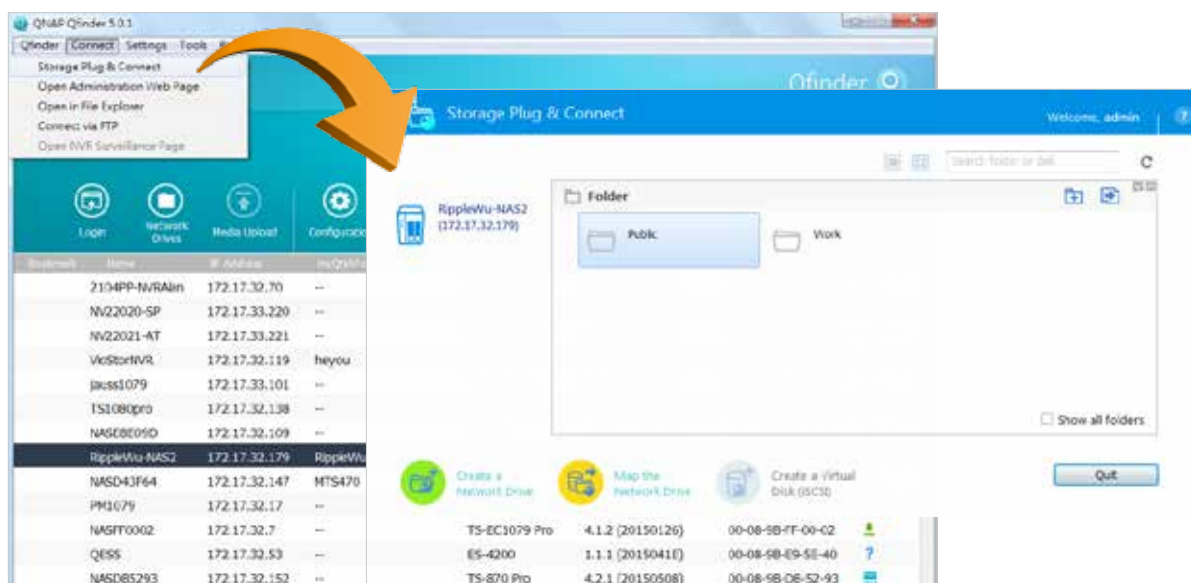 QNAP Qfinder 5.0.1
Qfinder Connect Settings Tools
Storage Plug & Connect
Open Administration Web Page
Open in File Explorer
Connect via FTP
Open NVR Surveillance Page
Qfinder
Login
Network Drives
Media Upload
Configuration
Bookmark Name IP Address
2104PP-NVRAlen 172.17.32.70 --
NV22020-SP 172.17.33.220 --
NV22021-AT 172.17.33.221 --
VioStorNVR 172.17.32.119 heyou
jauss1079 172.17.33.101 --
TS1080pro 172.17.32.138 --
NASE8E09D 172.17.32.109 --
RippleWu-NAS2 172.17.32.179 RippleWu
NASD43F64 172.17.32.147 MTS470
PM1079 172.17.32.17 --
NASFF0002 172.17.32.7 -- TS-EC1079 Pro 4.1.2 (20150126) 00-08-9B-FF-00-02
QESS 172.17.32.53 -- ES-4200 1.1.1 (2015041E) 00-08-9B-E9-5E-40 ?
NASDB5293 172.17.32.152 -- TS-870 Pro 4.2.1 (20150508) 00-08-9B-DB-52-93
Storage Plug & Connect
Welcome, admin
?
Search folder or disk
RippleWu-NAS2
(172.17.32.179)
Folder
Public
Work
Show all folders
Create a
Network Drive
Map the
Network Drive
Create a Virtual
Disk (iSCSI)
Quit